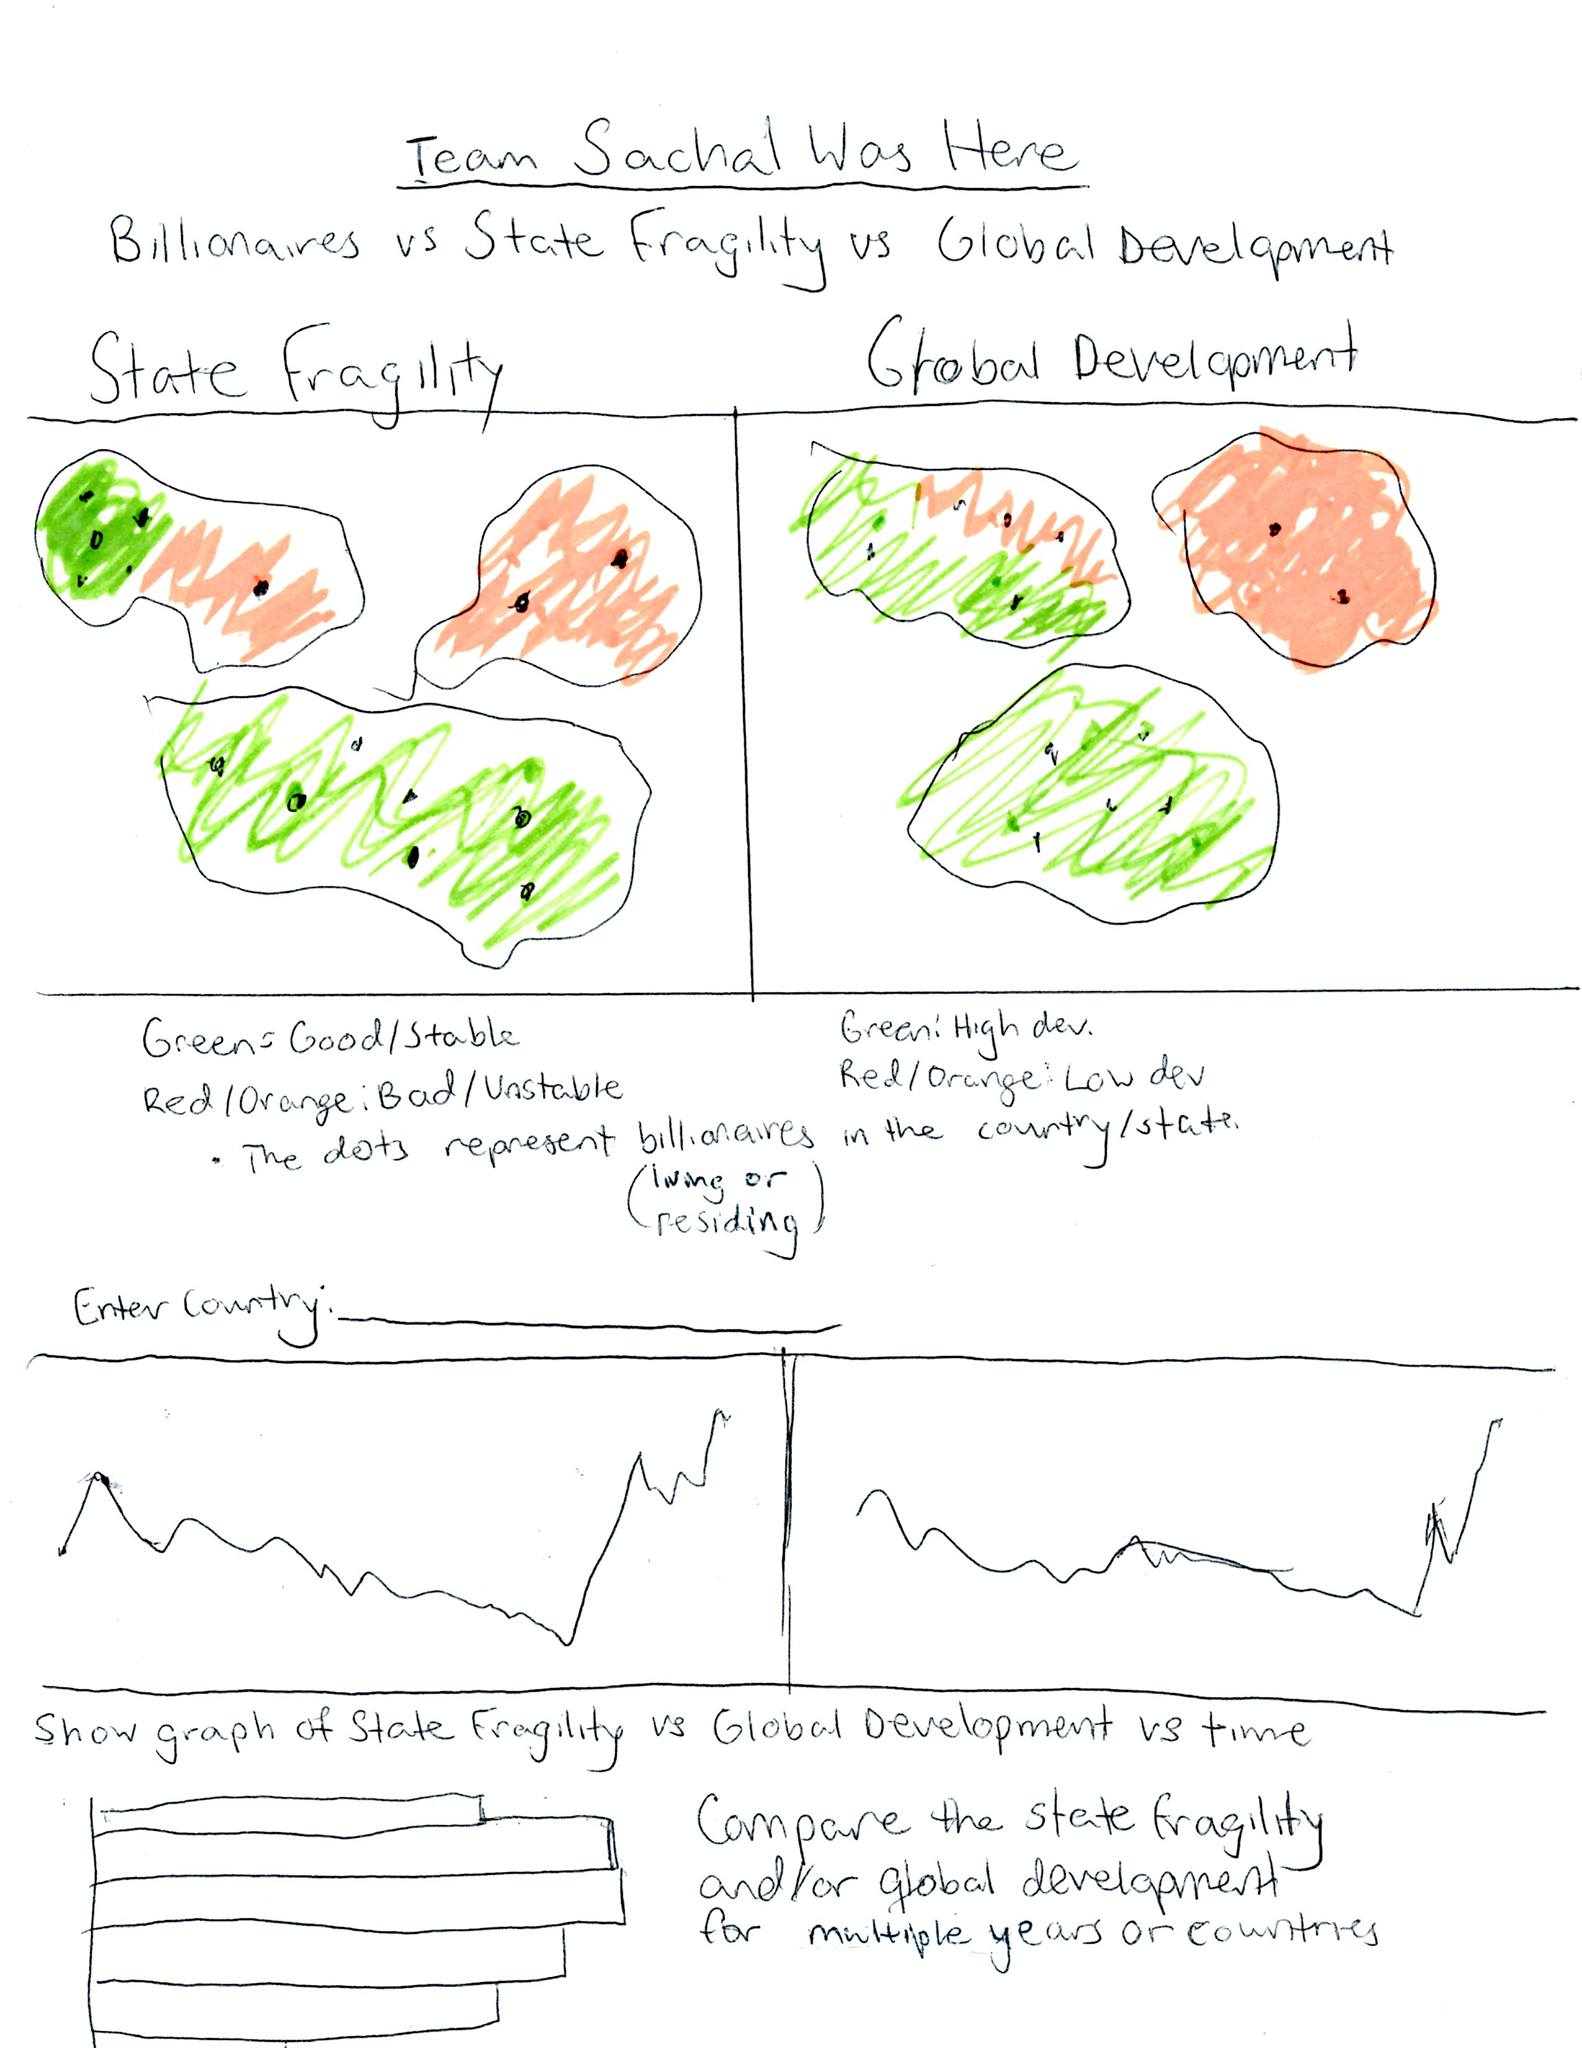 Team Sachal Was Here
Billionaires vs State Fragility vs Global Development
State Fragility
Global Development
Green: Good/Stable
Red/Orange: Bad/Unstable
Green: High dev.
Red/Orange: Low dev
• The dots represent billionaires in the country/state.
(living or
residing)
Enter Country:
Show graph of State Fragility vs Global Development vs time
Compare the state fragility
and/or global development
for multiple years or countries